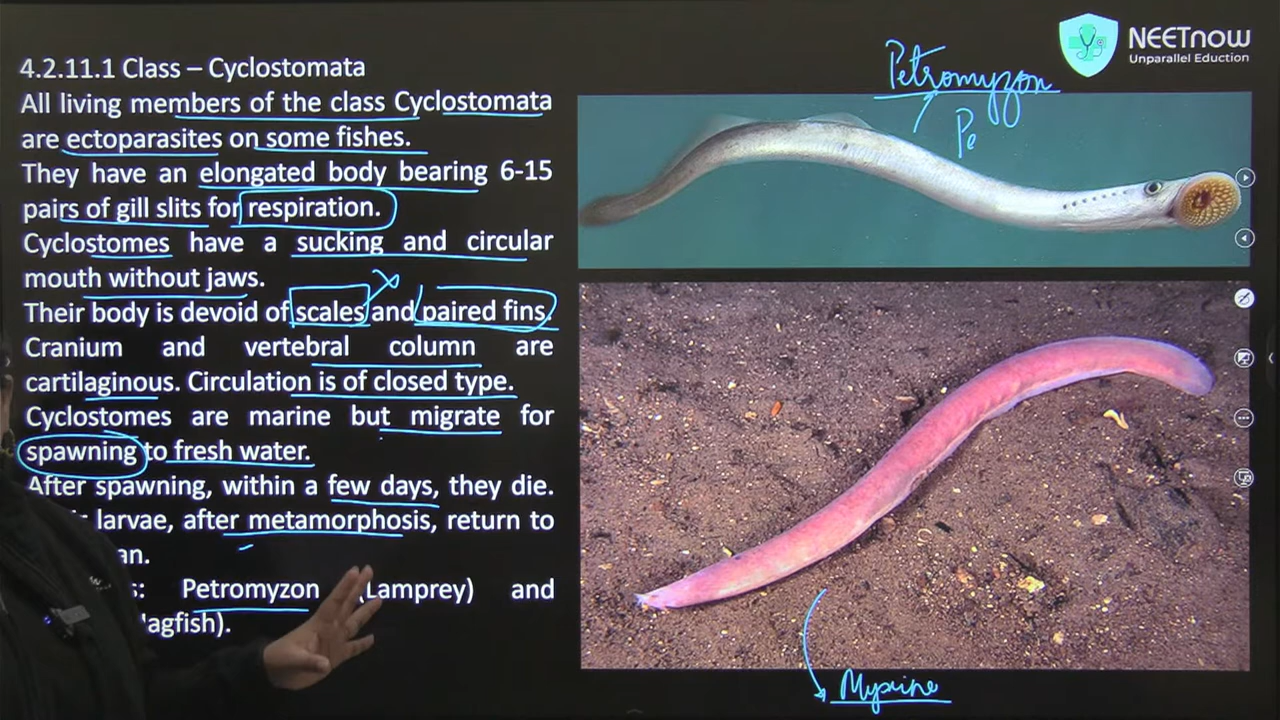 4.2.11.1 Class – Cyclostomata
All living members of the class Cyclostomata
are ectoparasites on some fishes.
They have an elongated body bearing 6-15
pairs of gill slits for respiration.
Cyclostomes have a sucking and circular
mouth without jaws.
Their body is devoid of scales and paired fins.
Cranium and vertebral column are
cartilaginous. Circulation is of closed type.
Cyclostomes are marine but migrate for
spawning to fresh water.
After spawning, within a few days, they die.
larvae, after metamorphosis, return to
Petromyzon (Lamprey) and
NEETnow
Unparallel Eduction
Petromyzon
Pe
Myxine